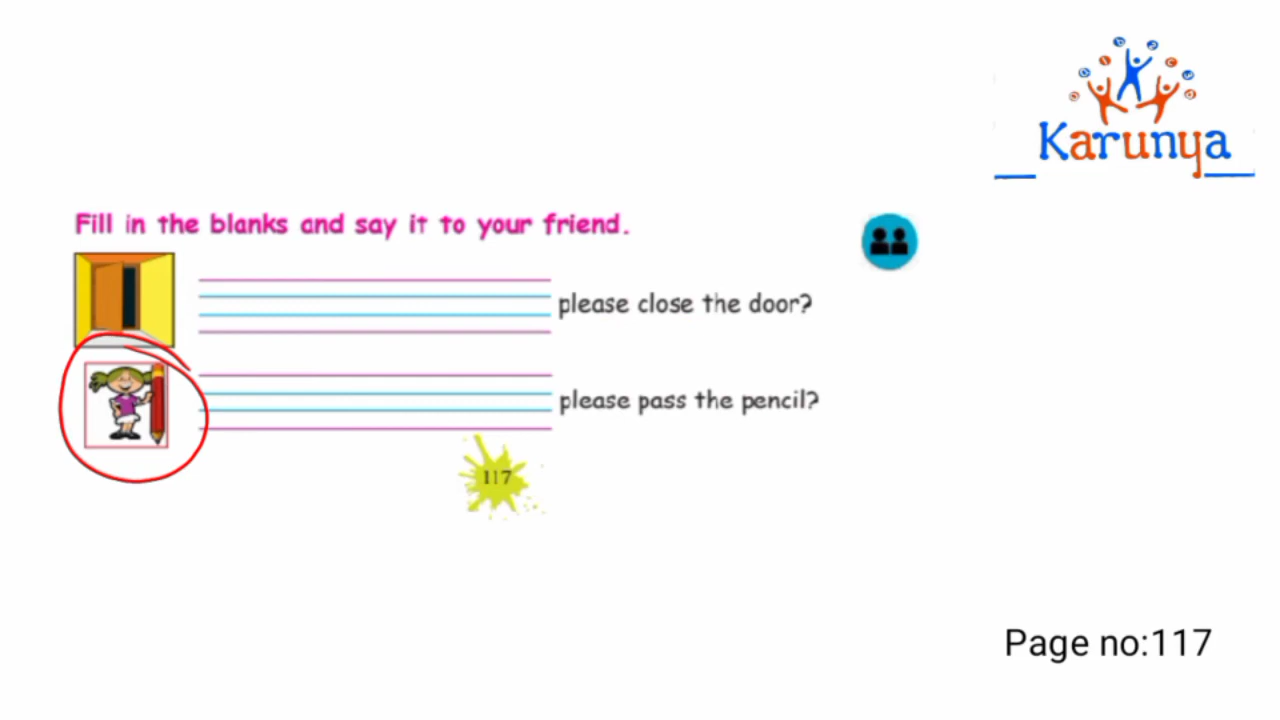 Karunya
Fill in the blanks and say it to your friend.
please close the door?
please pass the pencil?
117
Page no:117